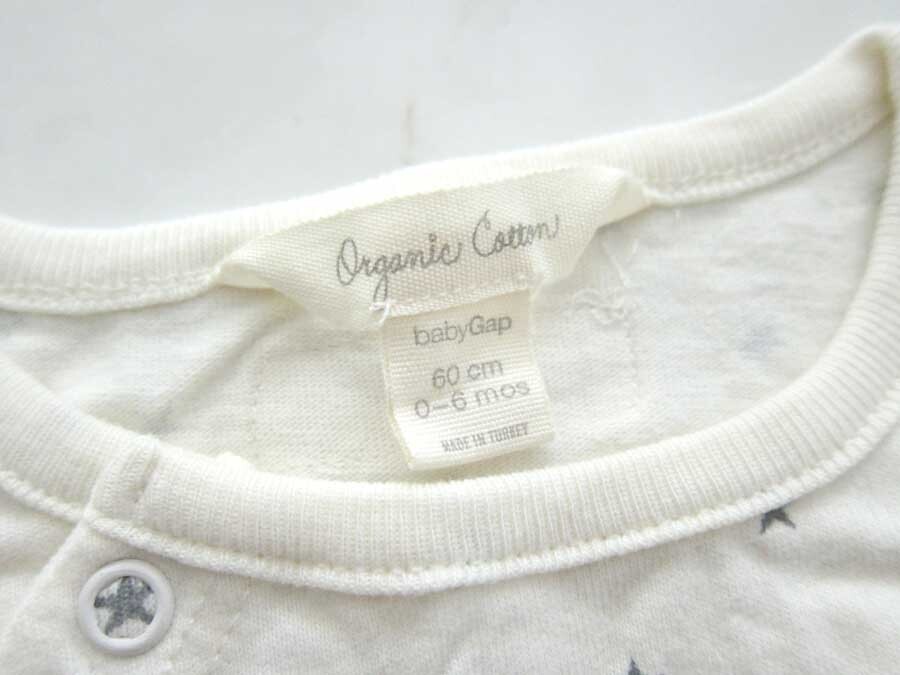 Organic Cotton
babyGap
60 cm
0-6 mos
MADE IN TURKEY